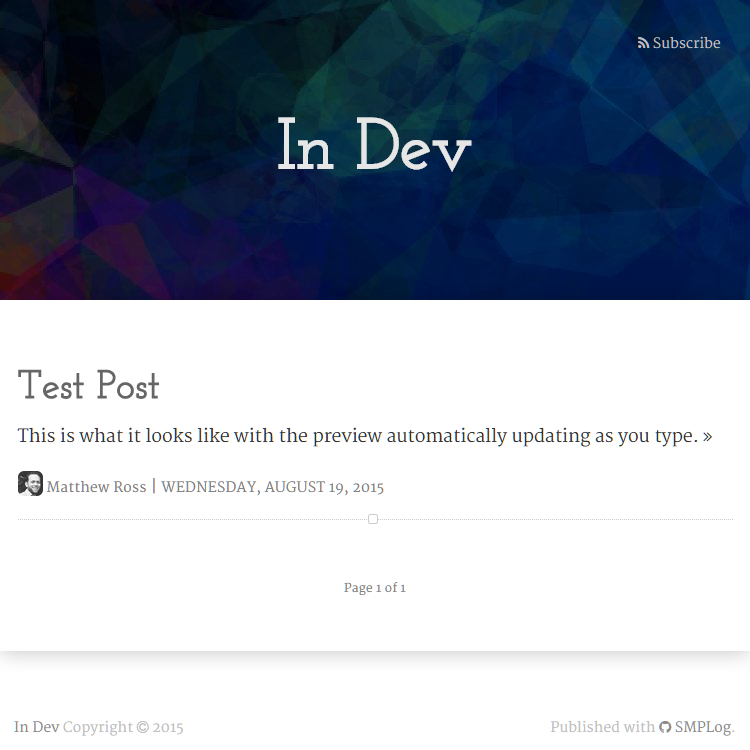 Subscribe
In Dev
Test Post
This is what it looks like with the preview automatically updating as you type. »
Matthew Ross | WEDNESDAY, AUGUST 19, 2015
Page 1 of 1
In Dev Copyright © 2015
Published with SMPLog.